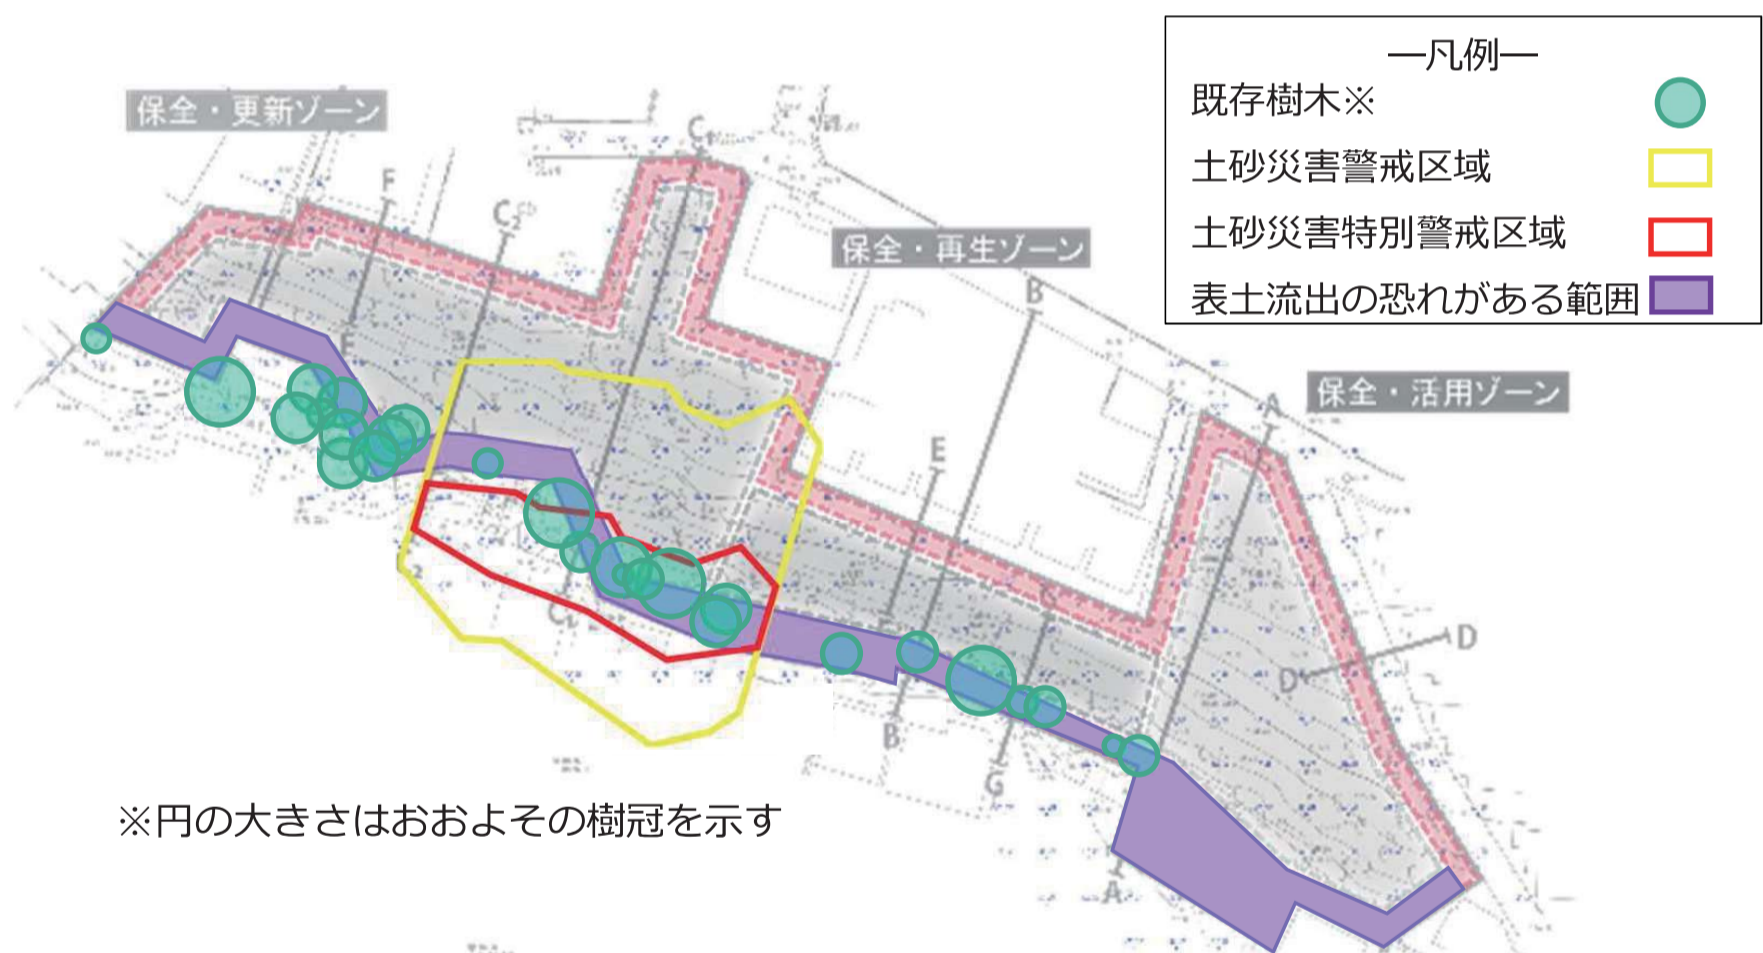 ―凡例―
既存樹木※
土砂災害警戒区域
土砂災害特別警戒区域
表土流出の恐れがある範囲
保全・更新ゾーン
保全・再生ゾーン
保全・活用ゾーン
C₁
F
C₂
B
A
E
F
D
D'
C₁
B
G
A
※円の大きさはおおよその樹冠を示す